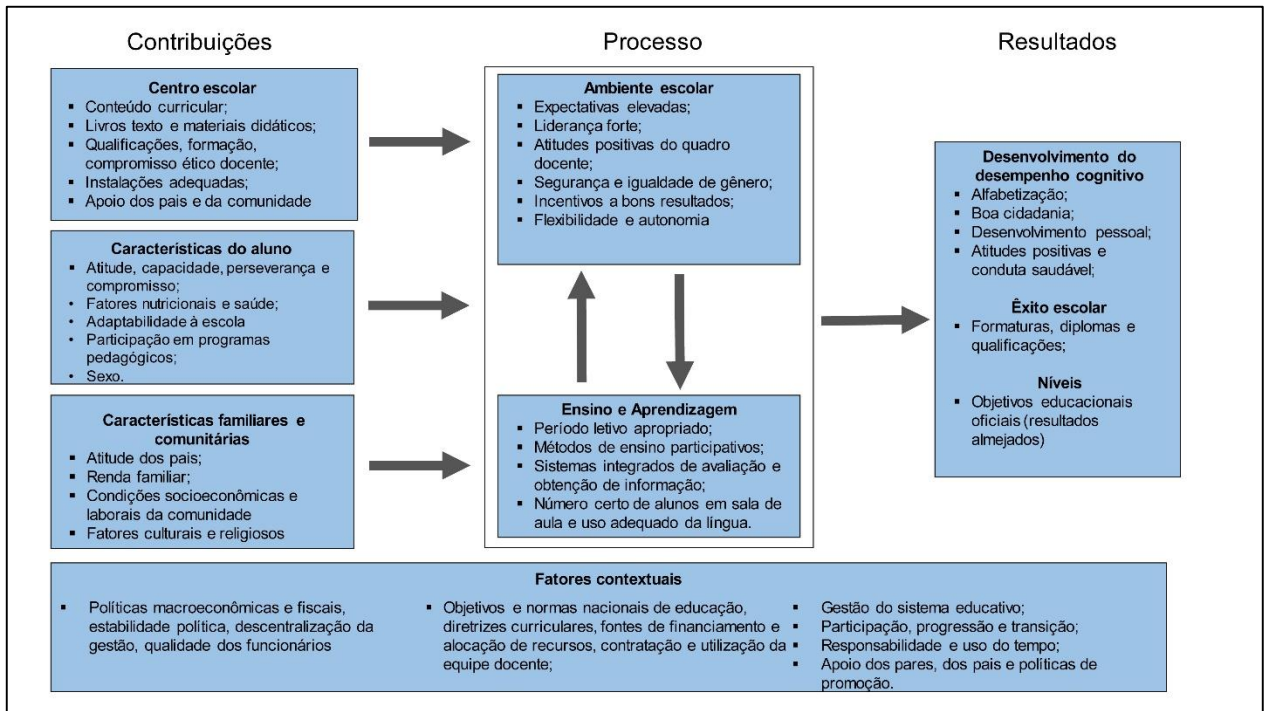 Contribuições
Processo
Resultados
Centro escolar
▪ Conteúdo curricular;
▪ Livros texto e materiais didáticos;
▪ Qualificações, formação,
compromisso ético docente;
▪ Instalações adequadas;
▪ Apoio dos pais e da comunidade
Características do aluno
▪ Atitude, capacidade, perseverança e
compromisso;
• Fatores nutricionais e saúde;
• Adaptabilidade à escola
• Participação em programas
pedagógicos;
• Sexo.
Características familiares e
comunitárias
▪ Atitude dos pais;
▪ Renda familiar;
▪ Condições socioeconômicas e
laborais da comunidade
▪ Fatores culturais e religiosos
Ambiente escolar
▪ Expectativas elevadas;
▪ Liderança forte;
▪ Atitudes positivas do quadro
docente;
▪ Segurança e igualdade de gênero;
▪ Incentivos a bons resultados;
▪ Flexibilidade e autonomia
Ensino e Aprendizagem
▪ Período letivo apropriado;
▪ Métodos de ensino participativos;
▪ Sistemas integrados de avaliação e
obtenção de informação;
▪ Número certo de alunos em sala de
aula e uso adequado da língua.
Desenvolvimento do
desempenho cognitivo
▪ Alfabetização;
▪ Boa cidadania;
▪ Desenvolvimento pessoal;
▪ Atitudes positivas e
conduta saudável;
Êxito escolar
▪ Formaturas, diplomas e
qualificações;
Níveis
▪ Objetivos educacionais
oficiais (resultados
almejados)
Fatores contextuais
▪ Políticas macroeconômicas e fiscais,
estabilidade política, descentralização da
gestão, qualidade dos funcionários
▪ Objetivos e normas nacionais de educação,
diretrizes curriculares, fontes de financiamento e
alocação de recursos, contratação e utilização da
equipe docente;
▪ Gestão do sistema educativo;
▪ Participação, progressão e transição;
▪ Responsabilidade e uso do tempo;
▪ Apoio dos pares, dos pais e políticas de
promoção.